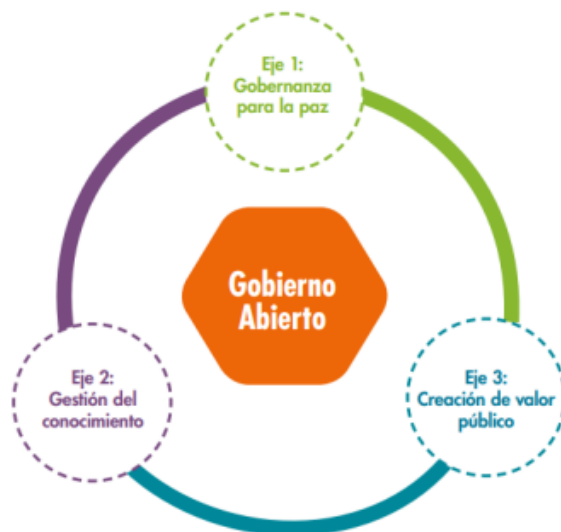 Eje 1:
Gobernanza
para la paz
Gobierno
Abierto
Eje 2:
Gestión del
conocimiento
Eje 3:
Creación de valor
público